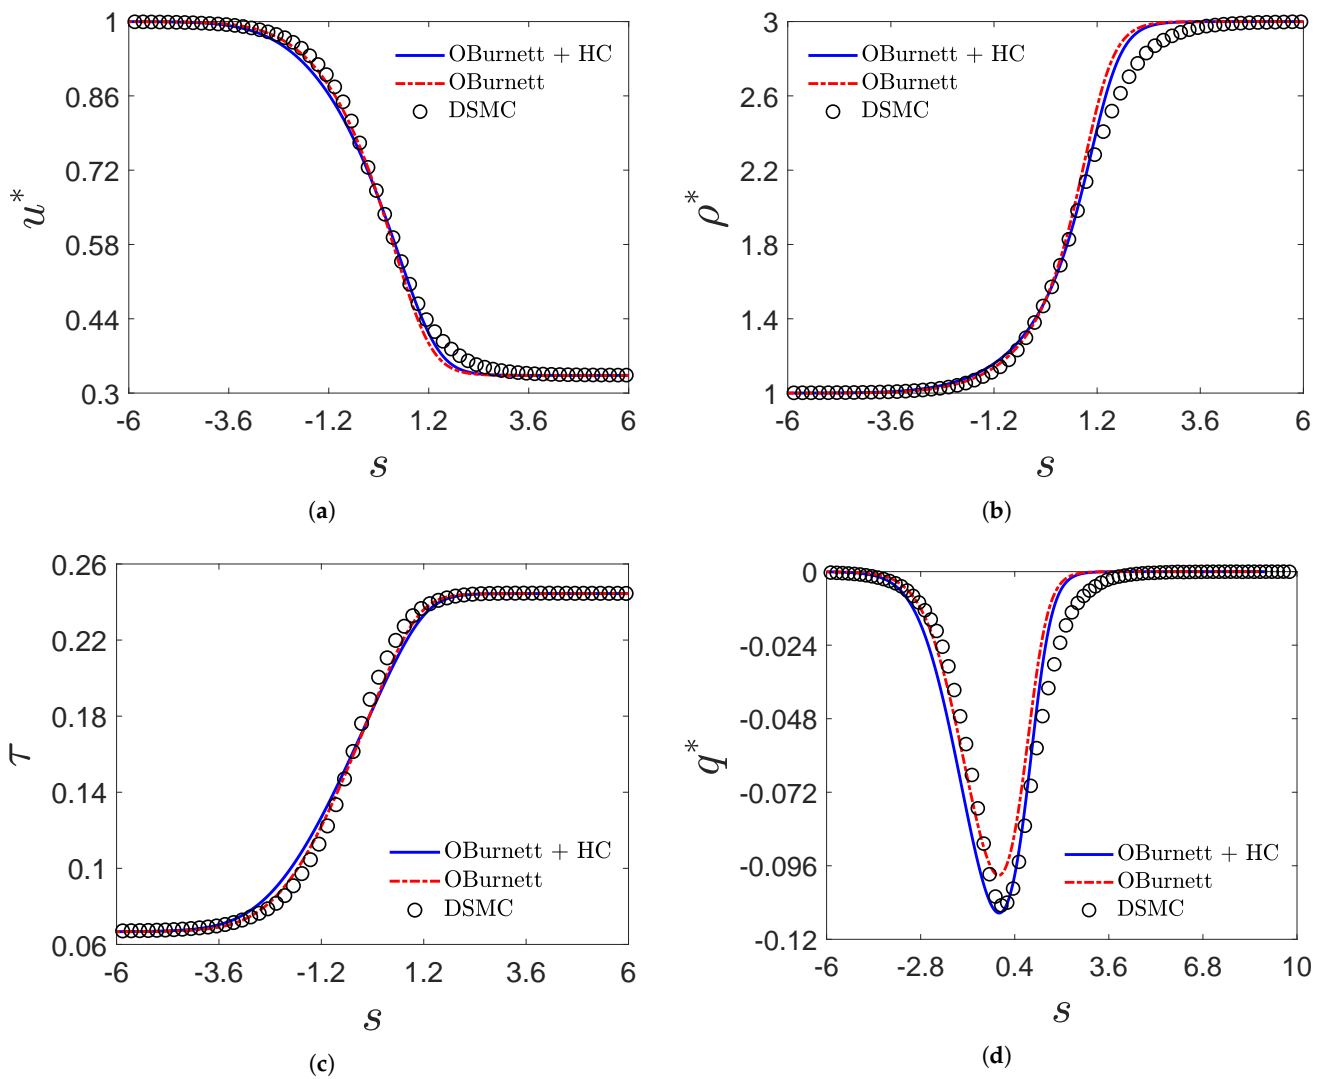 1
0.86
0.72
0.58
0.44
0.3
-6
-3.6
-1.2
1.2
3.6
6
u*
s
OBurnett + HC
OBurnett
DSMC
(a)
3
2.6
2.2
1.8
1.4
1
-6
-3.6
-1.2
1.2
3.6
6
ρ*
s
OBurnett + HC
OBurnett
DSMC
(b)
0.26
0.22
0.18
0.14
0.1
0.06
-6
-3.6
-1.2
1.2
3.6
6
τ
s
OBurnett + HC
OBurnett
DSMC
(c)
0
-0.024
-0.048
-0.072
-0.096
-0.12
-6
-2.8
0.4
3.6
6.8
10
q*
s
OBurnett + HC
OBurnett
DSMC
(d)